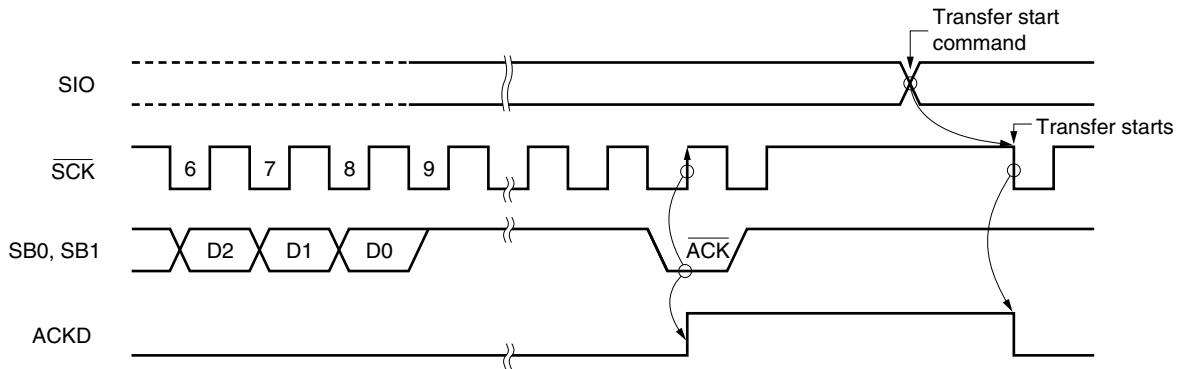 Transfer start
command
SIO
Transfer starts
SCK
6 7 8 9
SB0, SB1
D2 D1 D0 ACK
ACKD